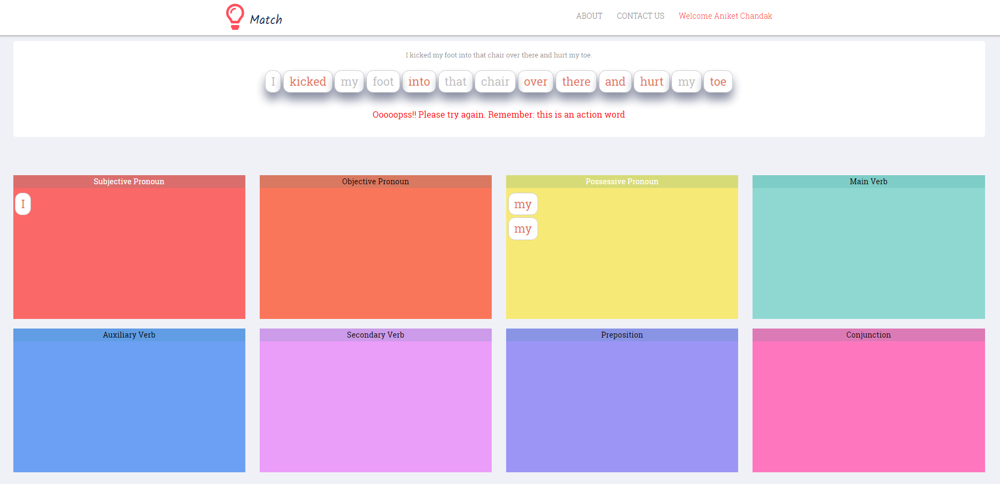 Match
ABOUT CONTACT US Welcome Aniket Chandak
I kicked my foot into that chair over there and hurt my toe.
I kicked my foot into that chair over there and hurt my toe
Ooooopss!! Please try again. Remember: this is an action word
Subjective Pronoun
I
Objective Pronoun
Possessive Pronoun
my
my
Main Verb
Auxiliary Verb
Secondary Verb
Preposition
Conjunction